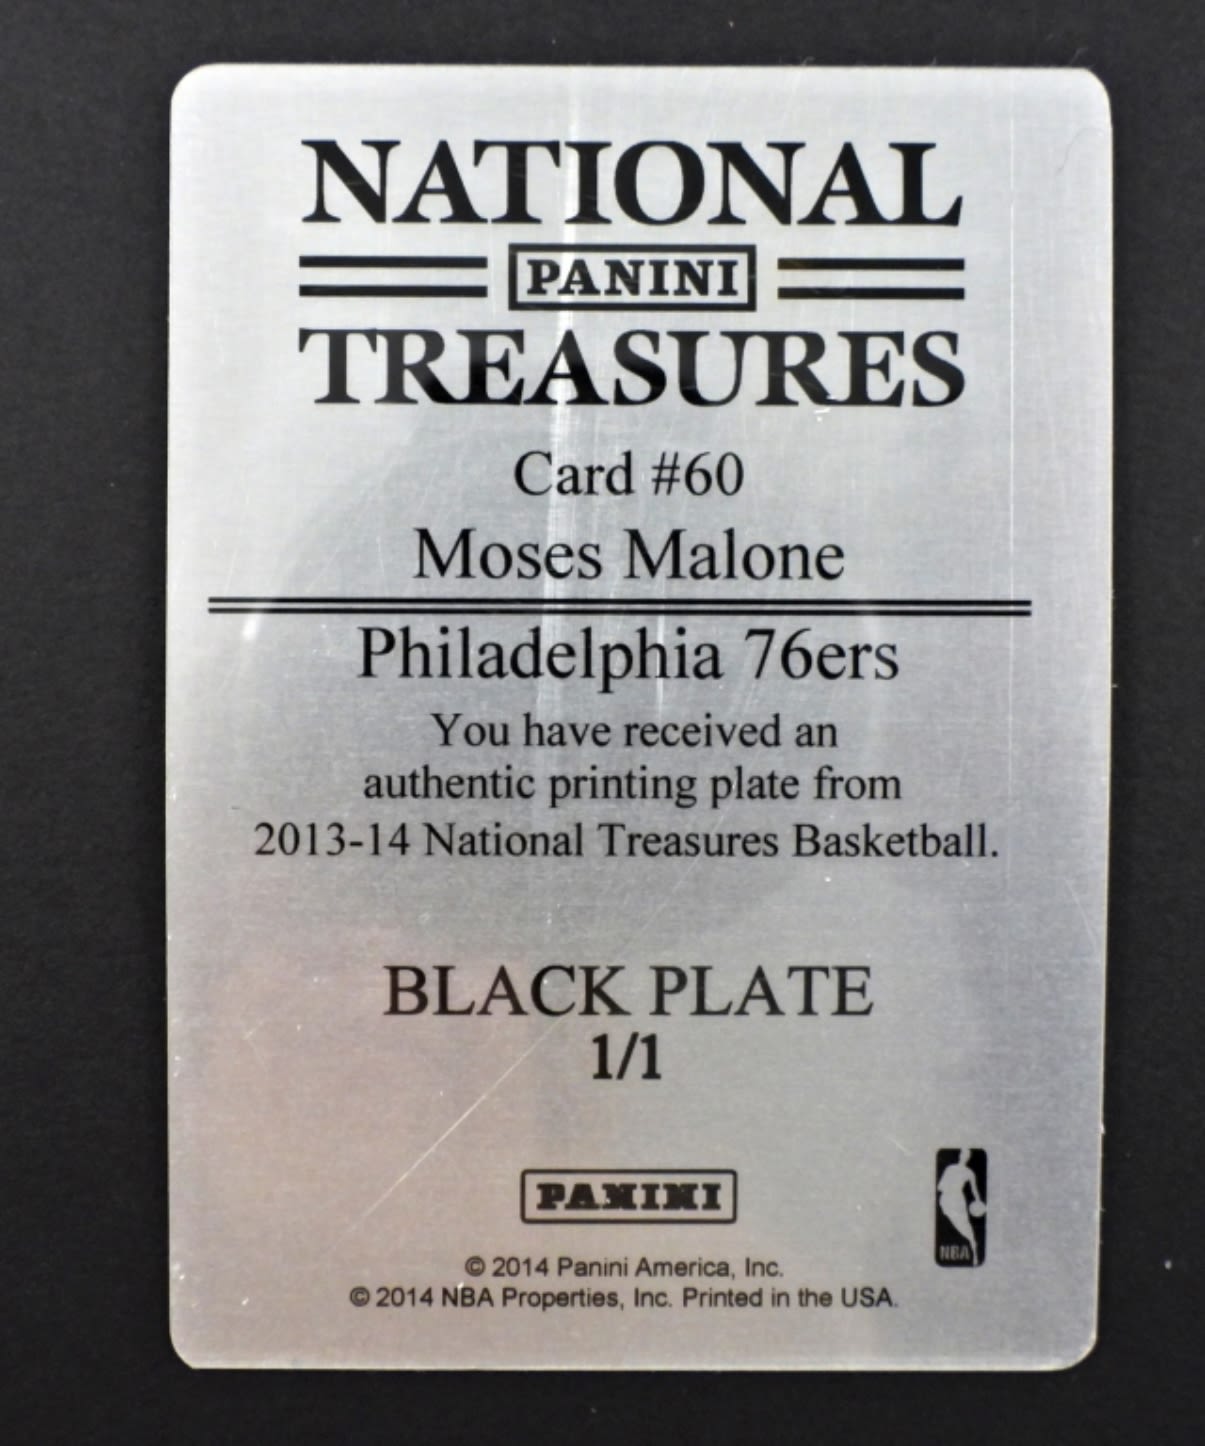 NATIONAL
PANINI
TREASURES
Card #60
Moses Malone
Philadelphia 76ers
You have received an
authentic printing plate from
2013-14 National Treasures Basketball.
BLACK PLATE
1/1
PANINI
NBA
© 2014 Panini America, Inc.
© 2014 NBA Properties, Inc. Printed in the USA.